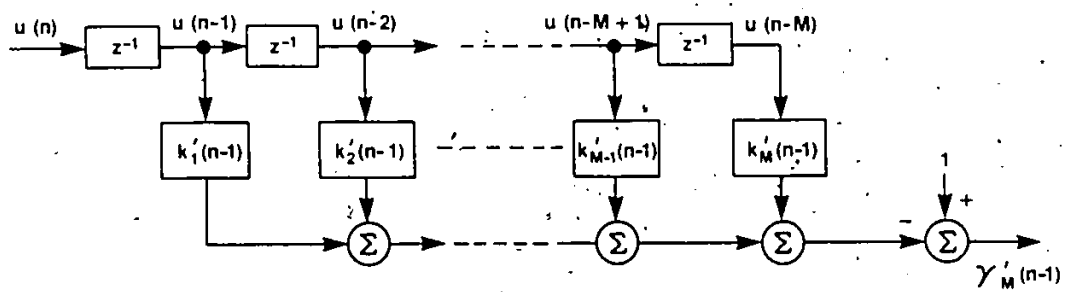 u (n)
z⁻¹
u (n-1)
z⁻¹
u (n-2)
u (n-M + 1)
z⁻¹
u (n-M)
k′₁(n-1)
k′₂(n-1)
k′M-1(n-1)
k′M(n-1)
1
Σ
Σ
Σ
−
Σ
+
γ′M(n-1)